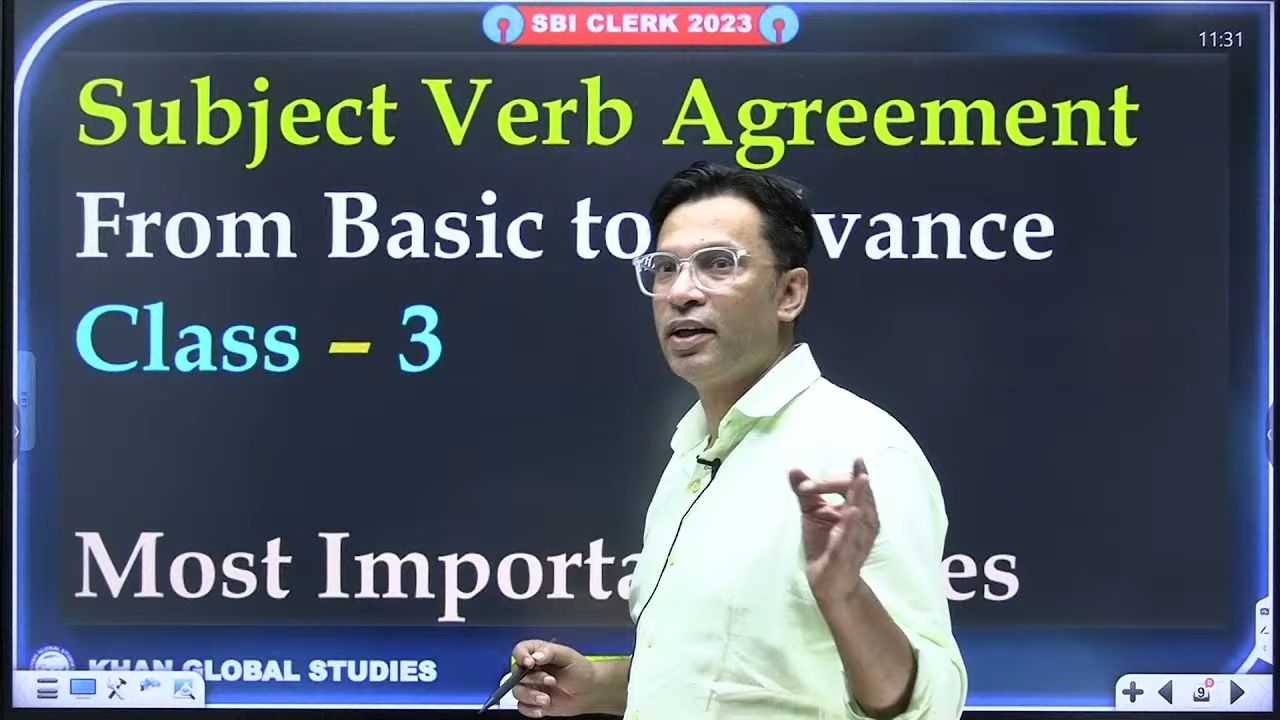 SBI CLERK 2023
11:31
Subject Verb Agreement
From Basic to vance
Class – 3
Most Importa es
KHAN GLOBAL STUDIES
9
0